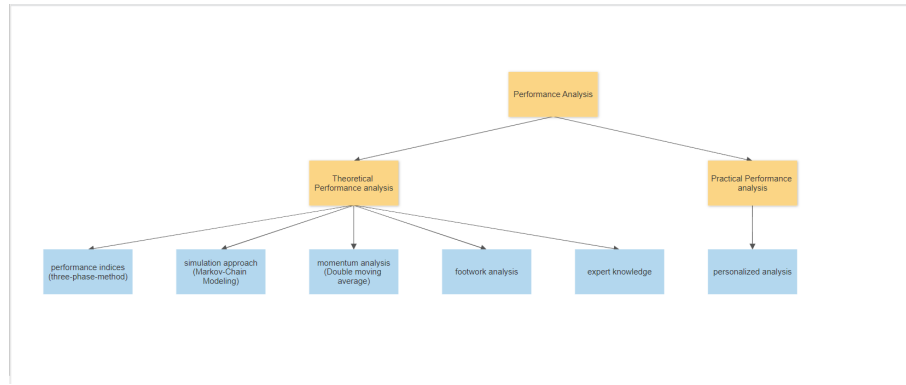 Performance Analysis
Theoretical
Performance analysis
Practical Performance
analysis
performance indices
(three-phase-method)
simulation approach
(Markov-Chain
Modeling)
momentum analysis
(Double moving
average)
footwork analysis
expert knowledge
personalized analysis